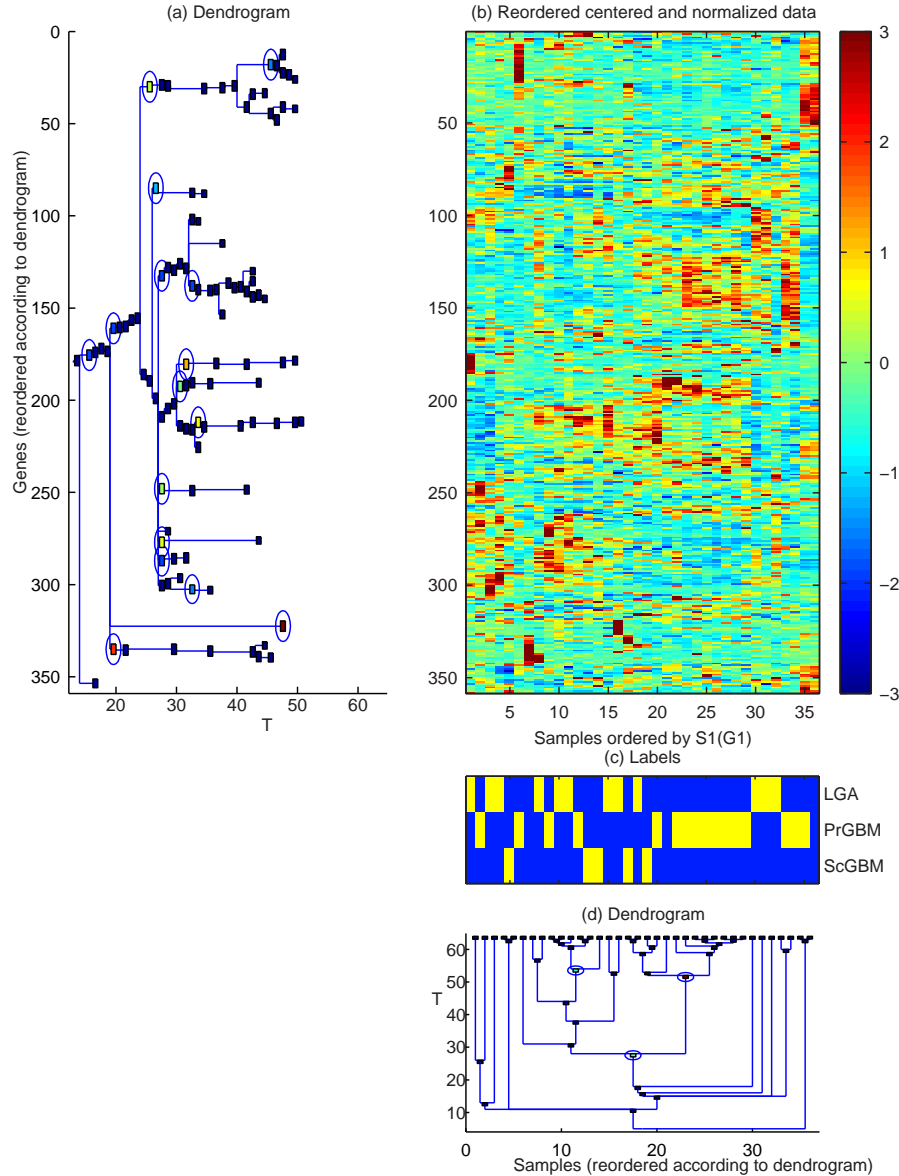 (a) Dendrogram
0
50
100
150
200
250
300
350
20 30 40 50 60
T
Genes (reordered according to dendrogram)
(b) Reordered centered and normalized data
50
100
150
200
250
300
350
5 10 15 20 25 30 35
Samples ordered by S1(G1)
3
2
1
0
−1
−2
−3
(c) Labels
LGA
PrGBM
ScGBM
(d) Dendrogram
60
50
40
30
20
10
T
0 10 20 30
Samples (reordered according to dendrogram)